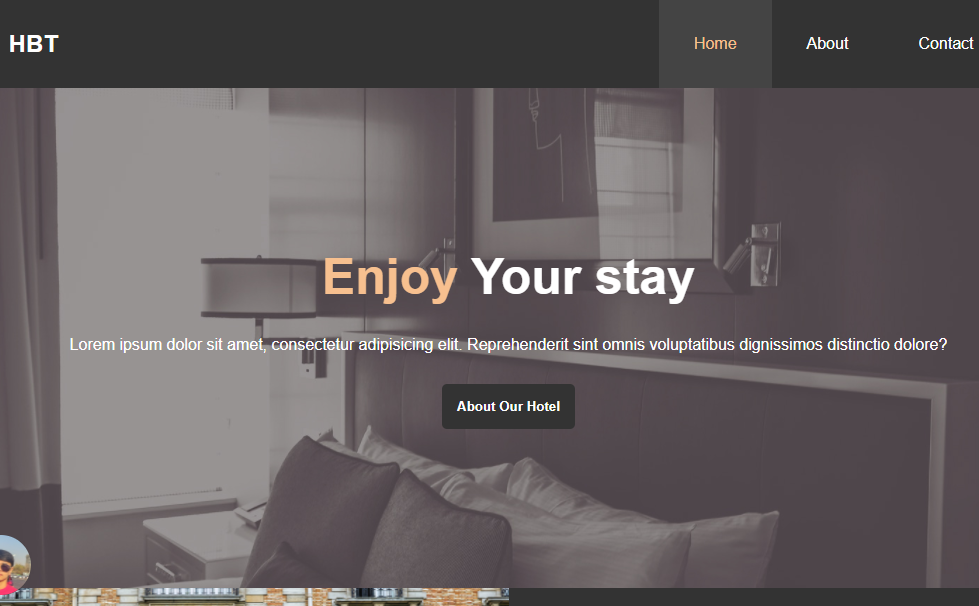 HBT
Home
About
Contact
Enjoy Your stay
Lorem ipsum dolor sit amet, consectetur adipisicing elit. Reprehenderit sint omnis voluptatibus dignissimos distinctio dolore?
About Our Hotel